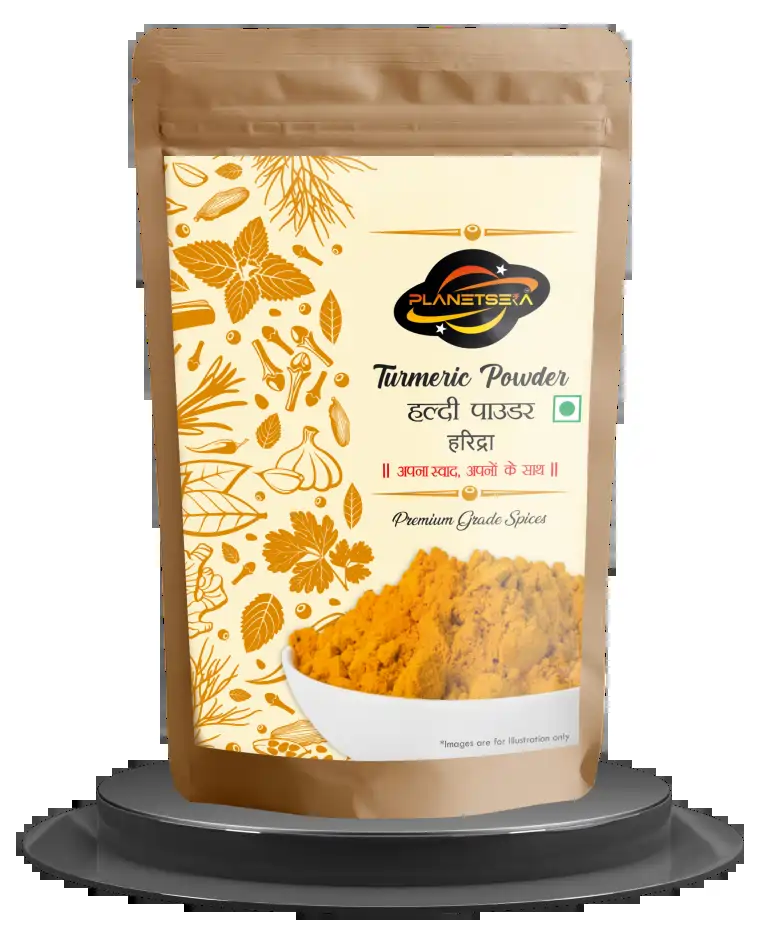 PLANETSERA
Turmeric Powder
हल्दी पाउडर
हरिद्रा
|| अपना स्वाद, अपनों के साथ ||
Premium Grade Spices
*Images are for illustration only